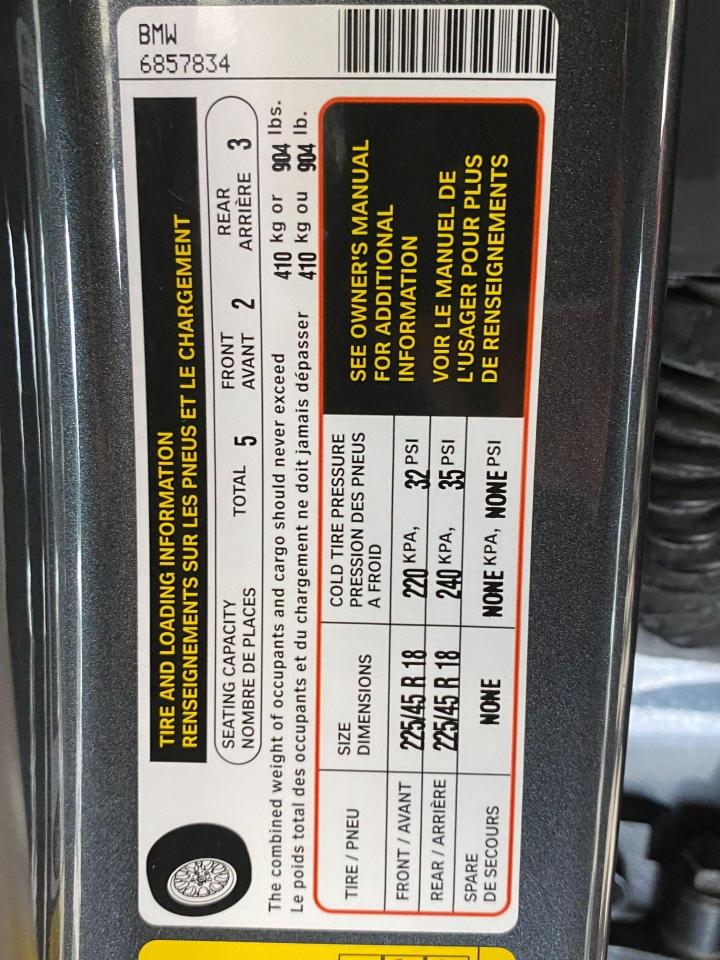 BMW
6857834
TIRE AND LOADING INFORMATION
RENSEIGNEMENTS SUR LES PNEUS ET LE CHARGEMENT
SEATING CAPACITY
NOMBRE DE PLACES
TOTAL 5
FRONT
AVANT 2
REAR
ARRIÈRE 3
The combined weight of occupants and cargo should never exceed 410 kg or 904 lbs.
Le poids total des occupants et du chargement ne doit jamais dépasser 410 kg ou 904 lb.
TIRE / PNEU
SIZE
DIMENSIONS
COLD TIRE PRESSURE
PRESSION DES PNEUS
A FROID
FRONT / AVANT 225/45 R 18 220 KPA, 32 PSI
REAR / ARRIÈRE 225/45 R 18 240 KPA, 35 PSI
SPARE
DE SECOURS NONE NONE KPA, NONE PSI
SEE OWNER'S MANUAL
FOR ADDITIONAL
INFORMATION
VOIR LE MANUEL DE
L'USAGER POUR PLUS
DE RENSEIGNEMENTS